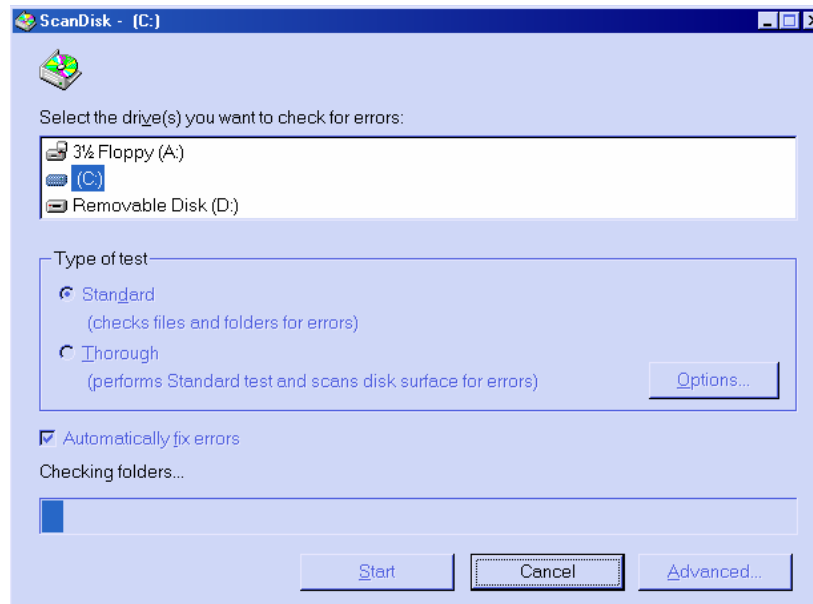 ScanDisk - (C:)
Select the drive(s) you want to check for errors:
3½ Floppy (A:)
(C:)
Removable Disk (D:)
Type of test
Standard
(checks files and folders for errors)
Thorough
(performs Standard test and scans disk surface for errors)
Options...
Automatically fix errors
Checking folders...
Start Cancel Advanced...